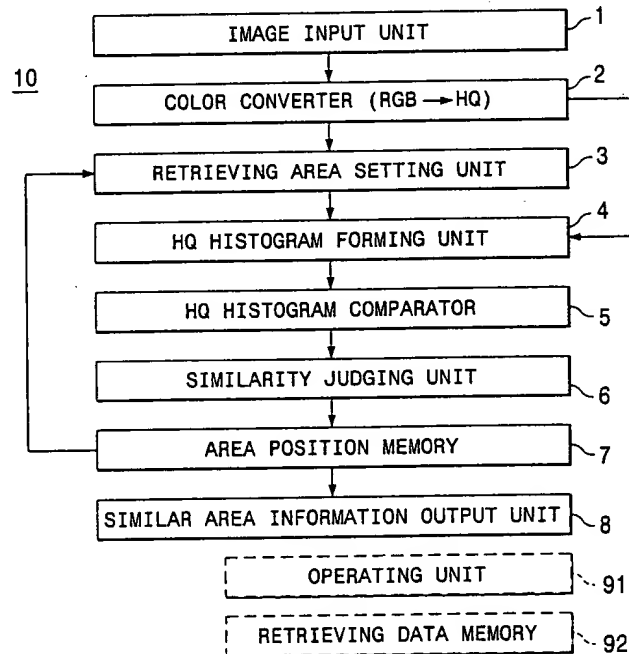 1
IMAGE INPUT UNIT
10
2
COLOR CONVERTER (RGB → HQ)
3
RETRIEVING AREA SETTING UNIT
4
HQ HISTOGRAM FORMING UNIT
HQ HISTOGRAM COMPARATOR
5
SIMILARITY JUDGING UNIT
6
AREA POSITION MEMORY
7
SIMILAR AREA INFORMATION OUTPUT UNIT
8
OPERATING UNIT
91
RETRIEVING DATA MEMORY
92